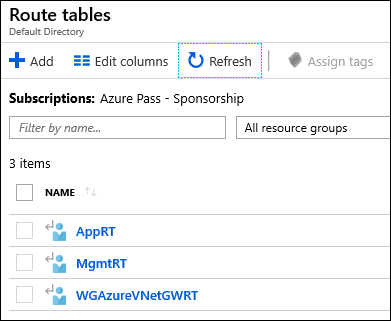 Route tables
Default Directory
Add Edit columns Refresh Assign tags
Subscriptions: Azure Pass - Sponsorship
Filter by name... All resource groups
3 items
NAME
AppRT
MgmtRT
WGAzureVNetGWRT